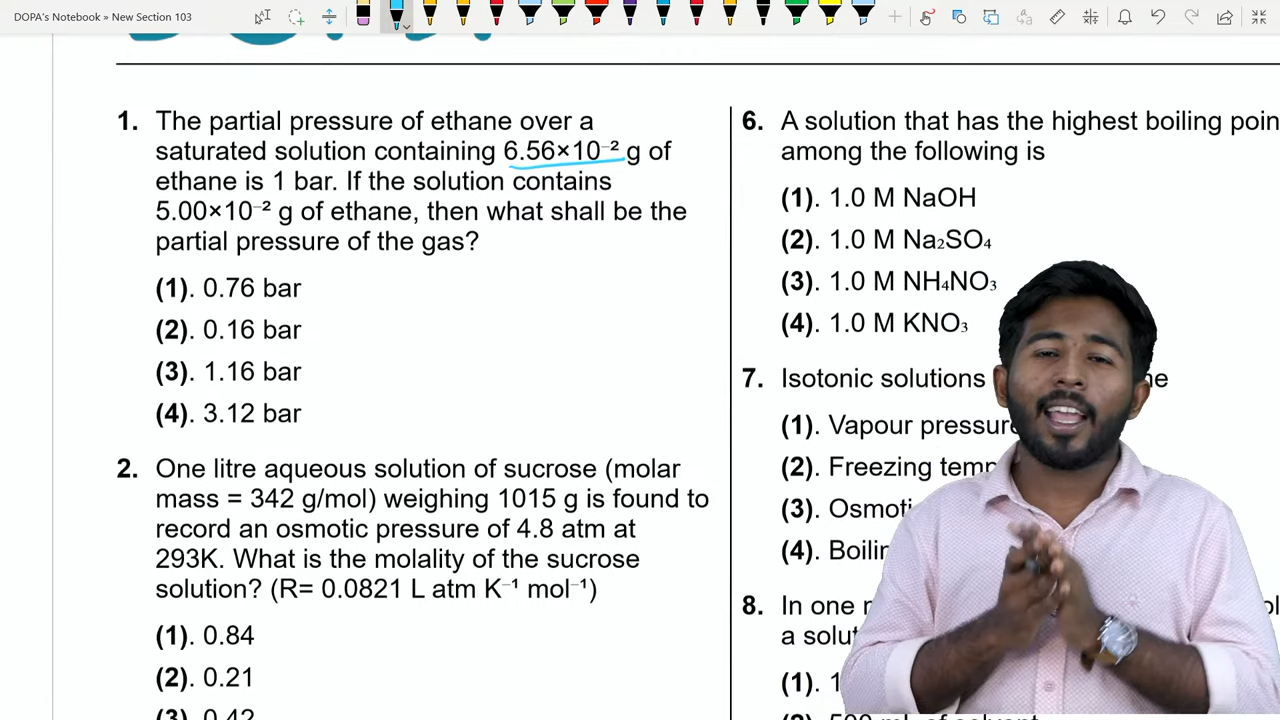 DOPA's Notebook » New Section 103
1. The partial pressure of ethane over a
saturated solution containing 6.56×10⁻² g of
ethane is 1 bar. If the solution contains
5.00×10⁻² g of ethane, then what shall be the
partial pressure of the gas?
(1). 0.76 bar
(2). 0.16 bar
(3). 1.16 bar
(4). 3.12 bar
2. One litre aqueous solution of sucrose (molar
mass = 342 g/mol) weighing 1015 g is found to
record an osmotic pressure of 4.8 atm at
293K. What is the molality of the sucrose
solution? (R= 0.0821 L atm K⁻¹ mol⁻¹)
(1). 0.84
(2). 0.21
(3). 0.42
6. A solution that has the highest boiling
among the following is
(1). 1.0 M NaOH
(2). 1.0 M Na₂SO₄
(3). 1.0 M NH₄NO₃
(4). 1.0 M KNO₃
7. Isotonic solutions
(1). Vapour
(2). Freezing
(3).
(4).
8. In one
a
(1).